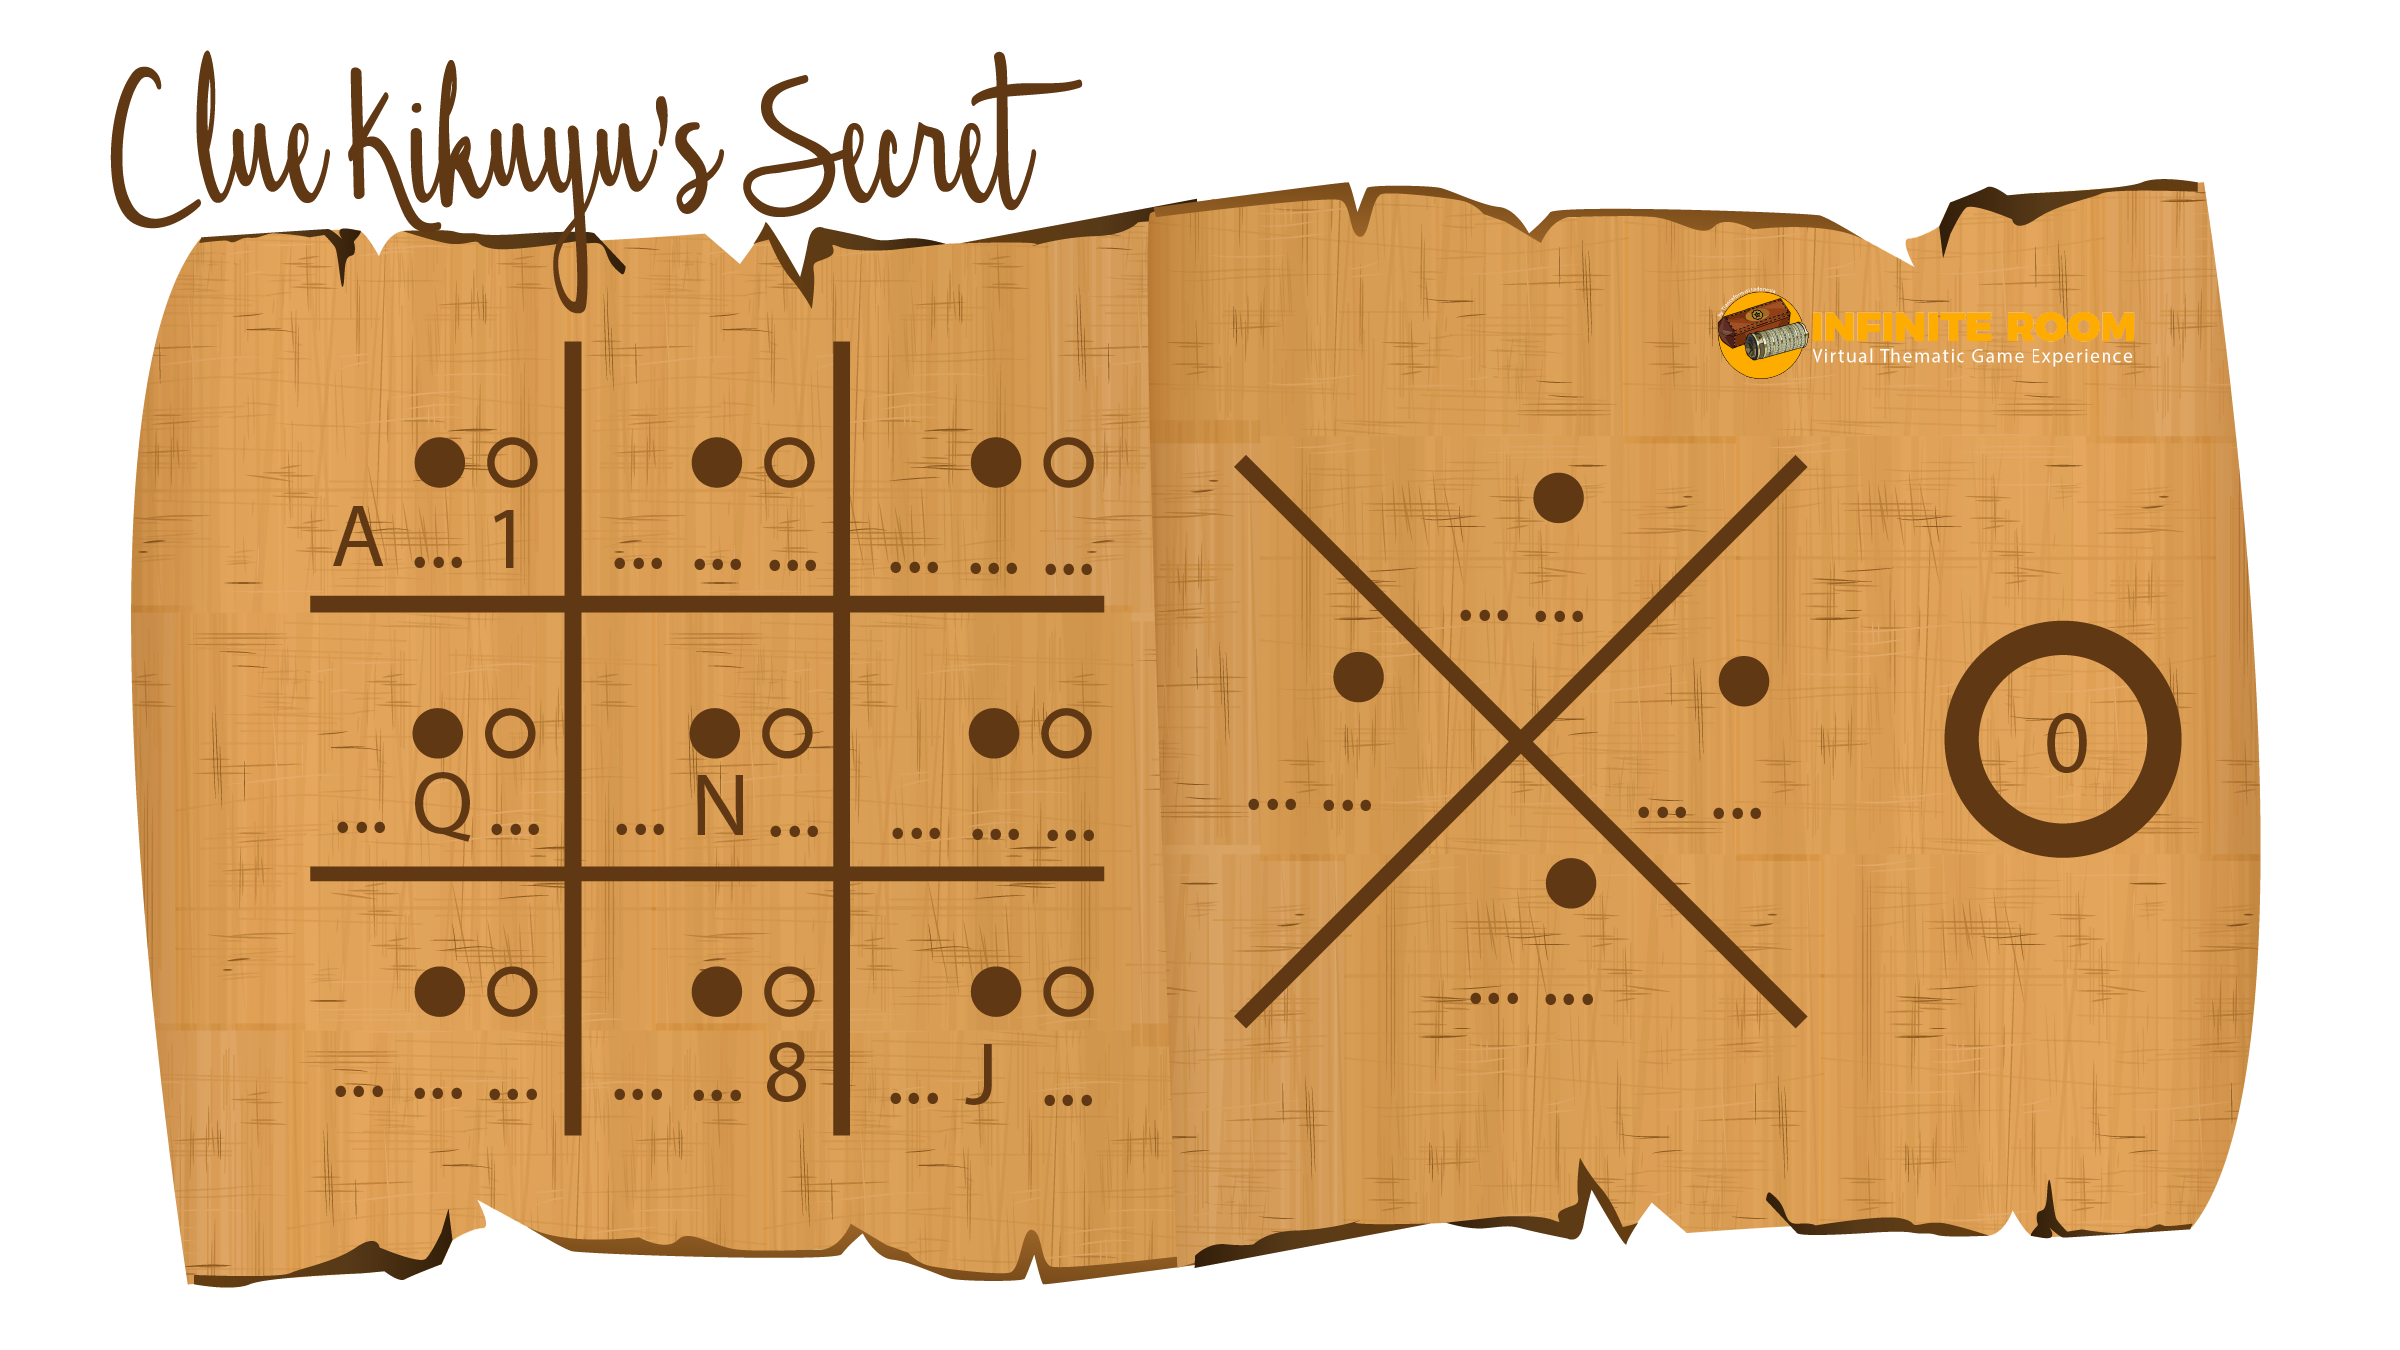 Clue Kikuyu's Secret
INFINITE ROOM
Virtual Thematic Game Experience
A ... 1 ... ... ... ... ... ...
... ...
... Q ... ... N ... ... ... ...
... ... ... ...
0
... ... ... ... ... 8 ... J ...
... ...